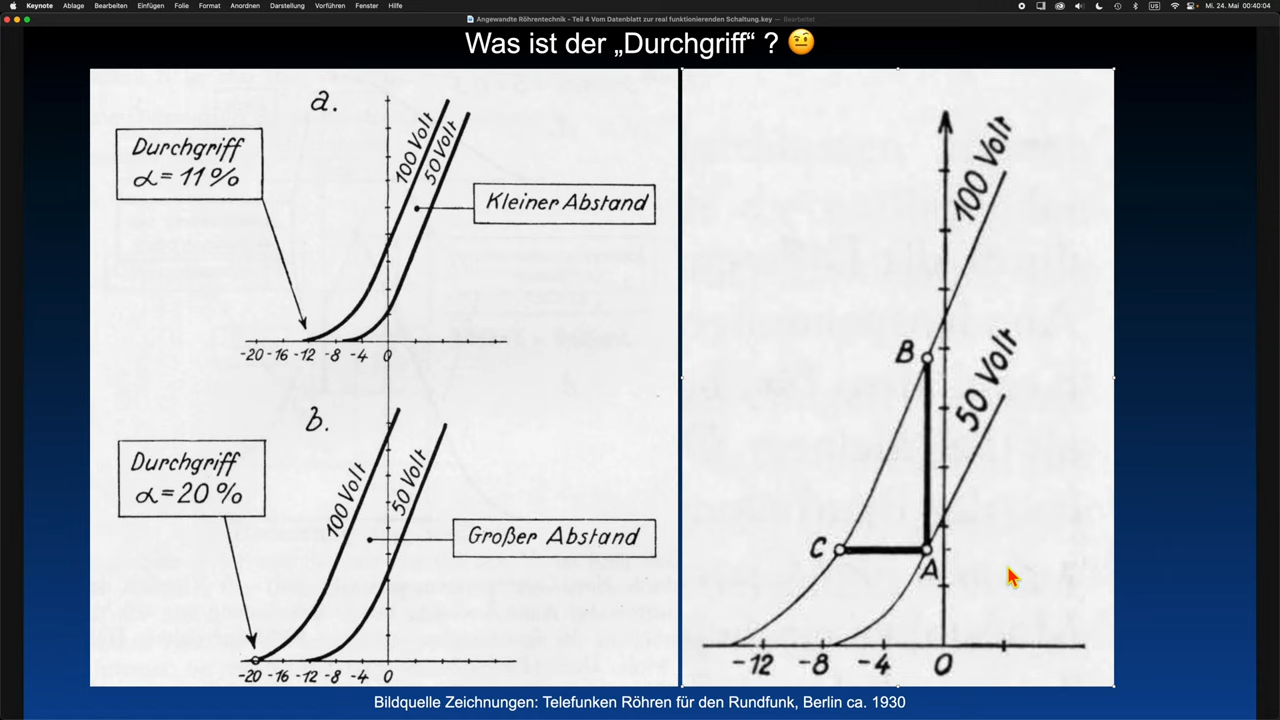 Keynote Ablage Bearbeiten Einfügen Folie Format Anordnen Darstellung Vorführen Fenster Hilfe
US
Mi. 24. Mai 00:40:04
Angewandte Röhrentechnik - Teil 4 Vom Datenblatt zur real funktionierenden Schaltung.key — Bearbeitet
Was ist der „Durchgriff“ ? 🤨
a.
Durchgriff
α = 11 %
100 Volt
50 Volt
Kleiner Abstand
-20 -16 -12 -8 -4 0
b.
Durchgriff
α = 20 %
100 Volt
50 Volt
Großer Abstand
-20 -16 -12 -8 -4 0
100 Volt
B
50 Volt
C
A
-12 -8 -4 0
Bildquelle Zeichnungen: Telefunken Röhren für den Rundfunk, Berlin ca. 1930